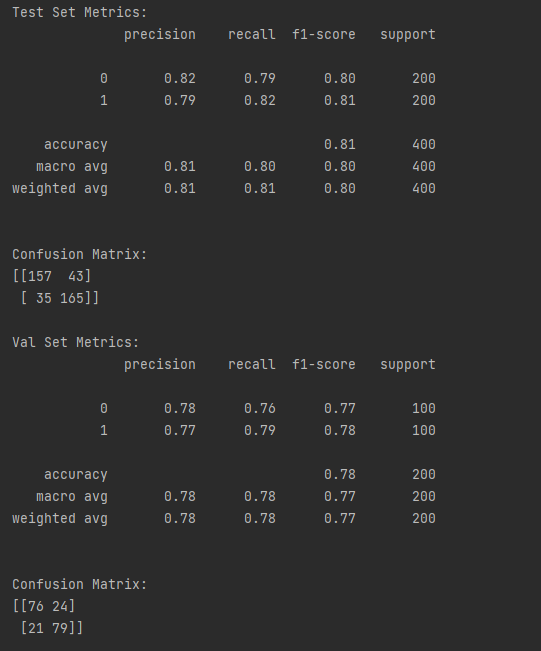 Test Set Metrics:
              precision    recall  f1-score   support

           0       0.82      0.79      0.80       200
           1       0.79      0.82      0.81       200

    accuracy                           0.81       400
   macro avg       0.81      0.80      0.80       400
weighted avg       0.81      0.81      0.80       400


Confusion Matrix:
[[157  43]
 [ 35 165]]

Val Set Metrics:
              precision    recall  f1-score   support

           0       0.78      0.76      0.77       100
           1       0.77      0.79      0.78       100

    accuracy                           0.78       200
   macro avg       0.78      0.78      0.77       200
weighted avg       0.78      0.78      0.77       200


Confusion Matrix:
[[76 24]
 [21 79]]